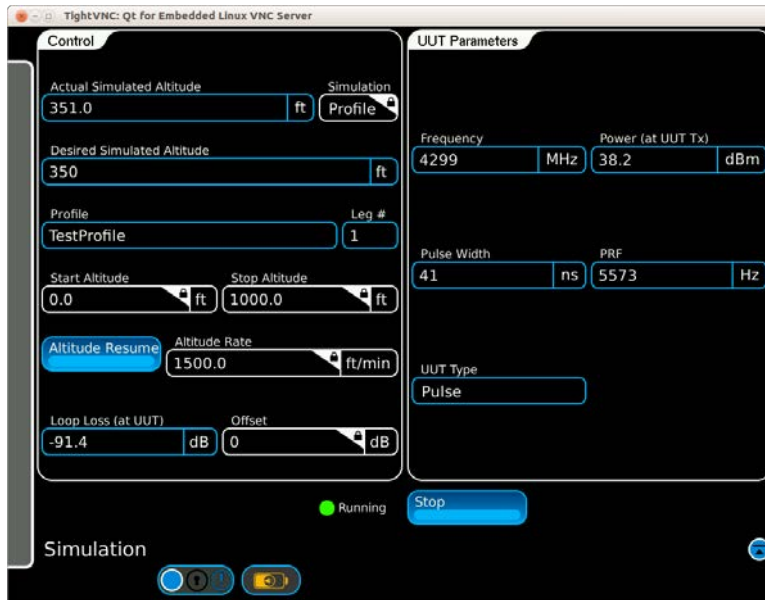 TightVNC: Qt for Embedded Linux VNC Server
Control
UUT Parameters
Actual Simulated Altitude
Simulation
351.0 ft
Profile
Frequency
Power (at UUT Tx)
4299 MHz
38.2 dBm
Desired Simulated Altitude
350 ft
Profile
Leg #
TestProfile
1
Pulse Width
PRF
41 ns
5573 Hz
Start Altitude
Stop Altitude
0.0 ft
1000.0 ft
Altitude Resume
Altitude Rate
1500.0 ft/min
UUT Type
Pulse
Loop Loss (at UUT)
Offset
-91.4 dB
0 dB
Running
Stop
Simulation